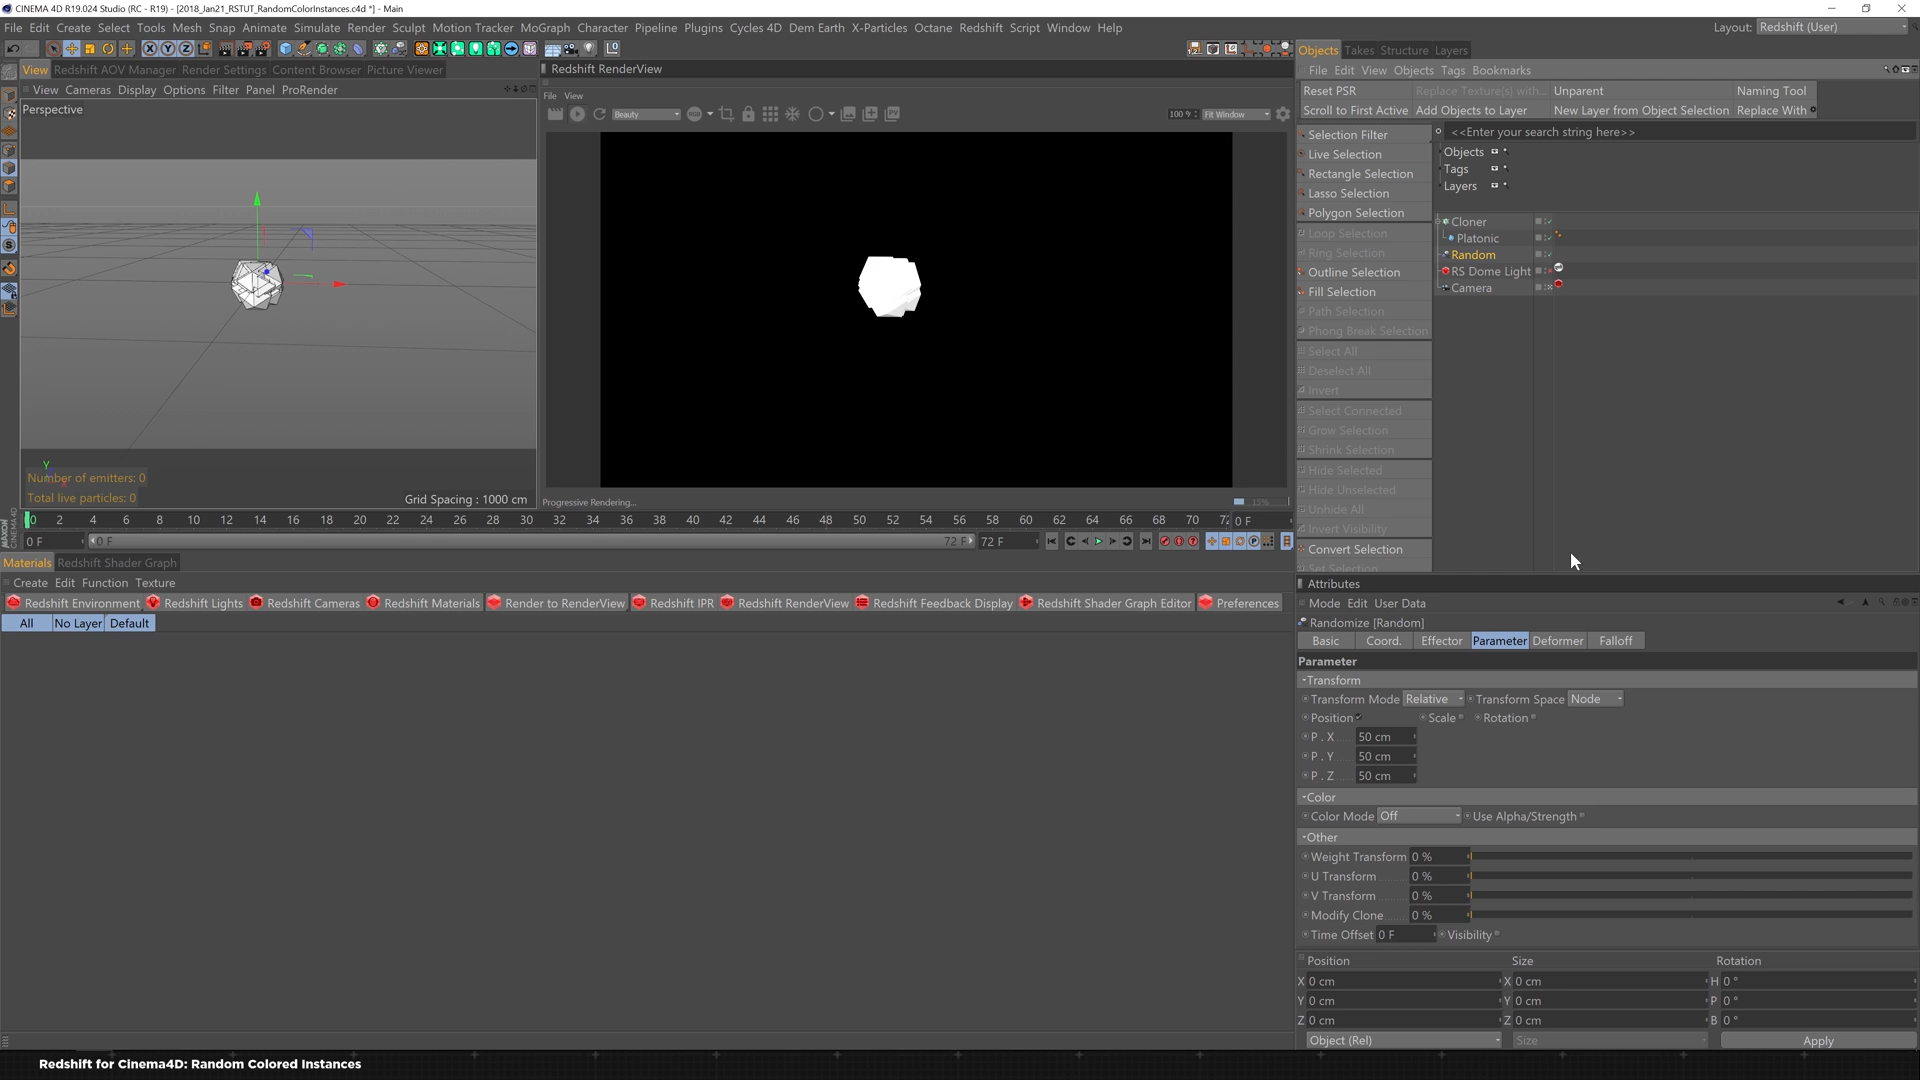 CINEMA 4D R19.024 Studio (RC - R19) - [2018_Jan21_RSTUT_RandomColorInstances.c4d *] - Main
File Edit Create Select Tools Mesh Snap Animate Simulate Render Sculpt Motion Tracker MoGraph Character Pipeline Plugins Cycles 4D Dem Earth X-Particles Octane Redshift Script Window Help
Layout: Redshift (User)
View Redshift AOV Manager Render Settings Content Browser Picture Viewer
View Cameras Display Options Filter Panel ProRender
Perspective
Number of emitters: 0
Total live particles: 0
Grid Spacing : 1000 cm
Redshift RenderView
File View
Beauty
100 %
Fit Window
Progressive Rendering...
15%
0 2 4 6 8 10 12 14 16 18 20 22 24 26 28 30 32 34 36 38 40 42 44 46 48 50 52 54 56 58 60 62 64 66 68 70 72 0 F
0 F
0 F
72 F
72 F
MAXON CINEMA 4D
Materials Redshift Shader Graph
Create Edit Function Texture
Redshift Environment Redshift Lights Redshift Cameras Redshift Materials Render to RenderView Redshift IPR Redshift RenderView Redshift Feedback Display Redshift Shader Graph Editor Preferences
All No Layer Default
Objects Takes Structure Layers
File Edit View Objects Tags Bookmarks
Reset PSR Replace Texture(s) with... Unparent Naming Tool
Scroll to First Active Add Objects to Layer New Layer from Object Selection Replace With
Selection Filter
Live Selection
Rectangle Selection
Lasso Selection
Polygon Selection
Loop Selection
Ring Selection
Outline Selection
Fill Selection
Path Selection
Phong Break Selection
Select All
Deselect All
Invert
Select Connected
Grow Selection
Shrink Selection
Hide Selected
Hide Unselected
Unhide All
Invert Visibility
Convert Selection
Set Selection
<<Enter your search string here>>
Objects
Tags
Layers
Cloner
Platonic
Random
RS Dome Light
Camera
Attributes
Mode Edit User Data
Randomize [Random]
Basic Coord. Effector Parameter Deformer Falloff
Parameter
Transform
Transform Mode Relative Transform Space Node
Position Scale Rotation
P . X 50 cm
P . Y 50 cm
P . Z 50 cm
Color
Color Mode Off Use Alpha/Strength
Other
Weight Transform 0 %
U Transform 0 %
V Transform 0 %
Modify Clone 0 %
Time Offset 0 F Visibility
Position Size Rotation
X 0 cm X 0 cm H 0 °
Y 0 cm Y 0 cm P 0 °
Z 0 cm Z 0 cm B 0 °
Object (Rel) Size Apply
Redshift for Cinema4D: Random Colored Instances